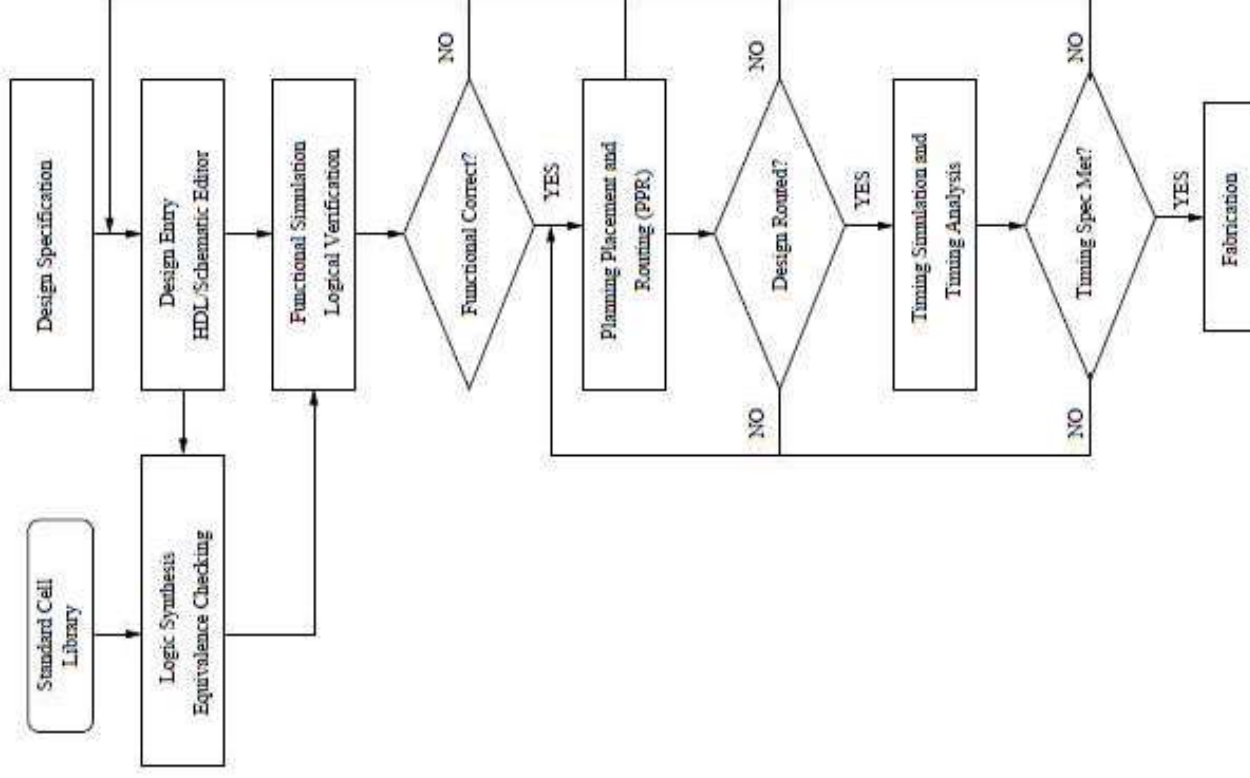 Design Specification
Design Entry
HDL/Schematic Editor
Standard Cell
Library
Logic Synthesis
Equivalence Checking
Functional Simulation
Logical Verification
Functional Correct?
NO
YES
Planning Placement and
Routing (PPR)
Design Routed?
NO
NO
YES
Timing Simulation and
Timing Analysis
Timing Spec Met?
NO
NO
YES
Fabrication